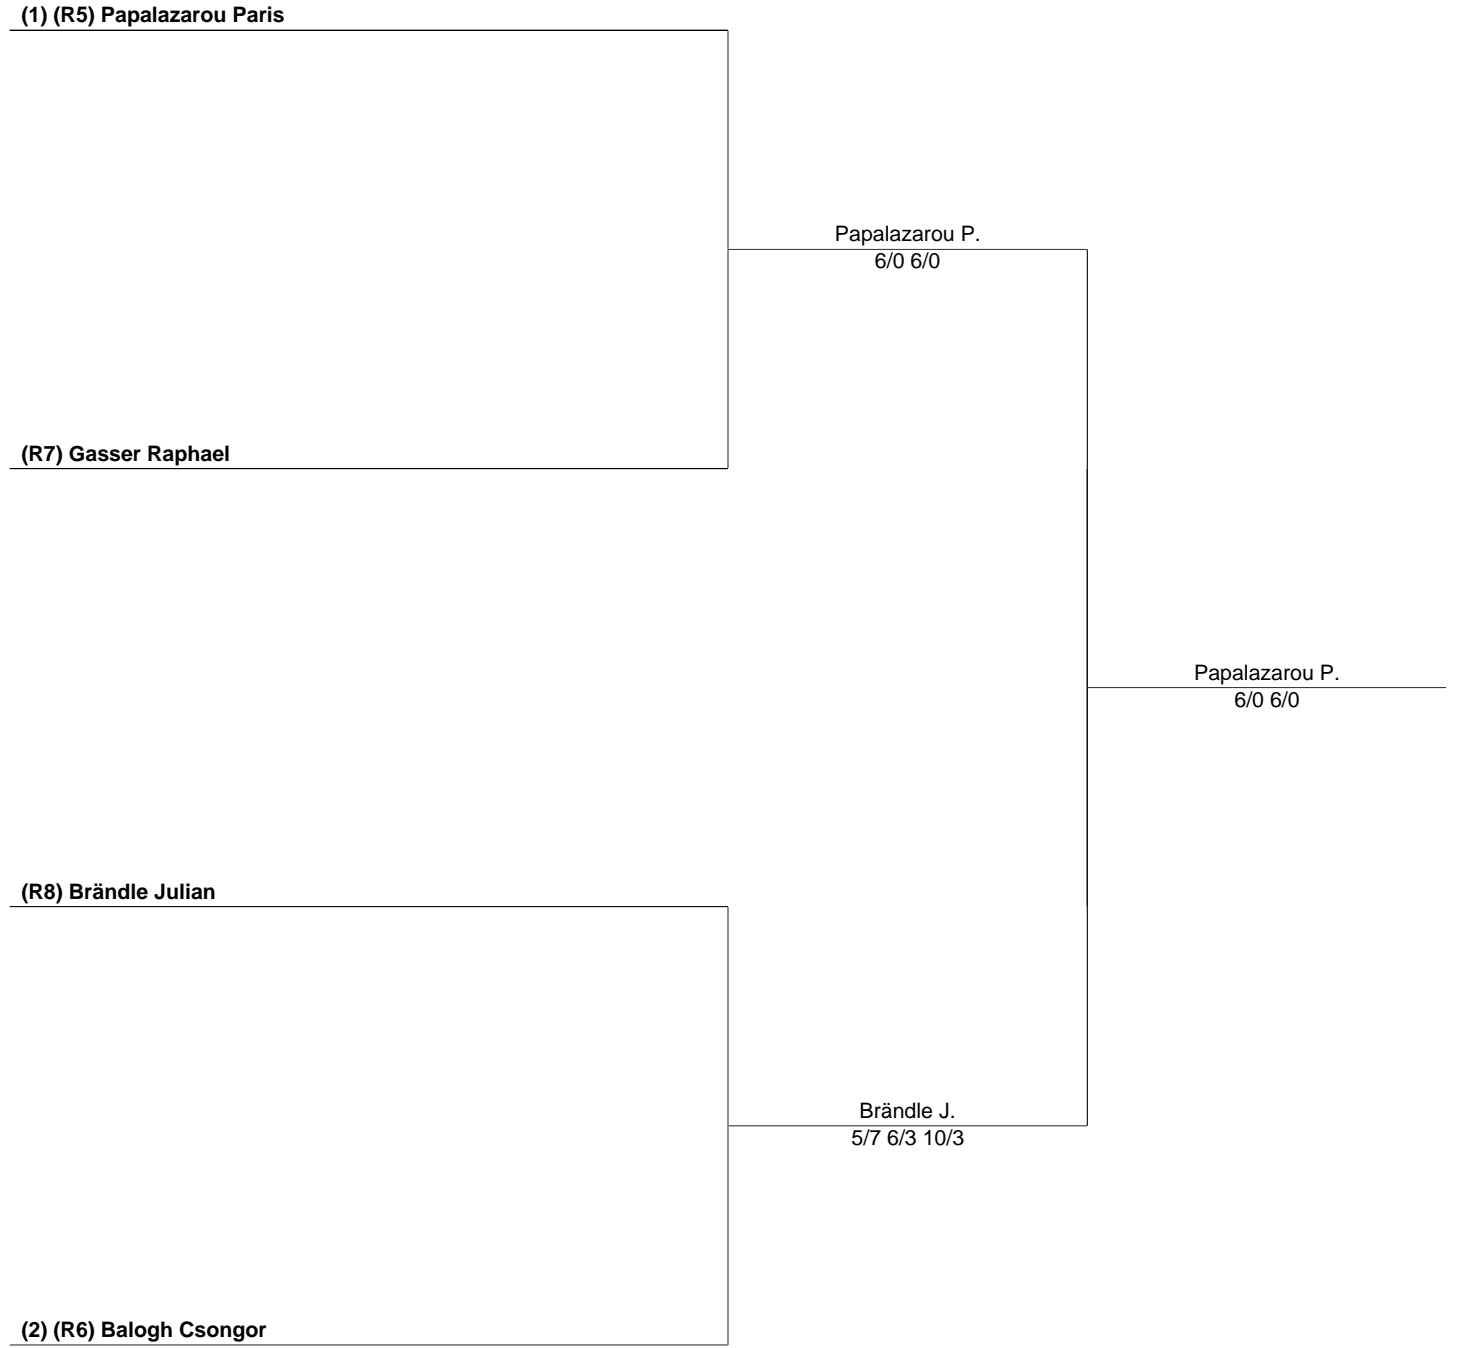 (1) (R5) Papalazarou Paris
Papalazarou P.
6/0 6/0
(R7) Gasser Raphael
Papalazarou P.
6/0 6/0
(R8) Brändle Julian
Brändle J.
5/7 6/3 10/3
(2) (R6) Balogh Csongor